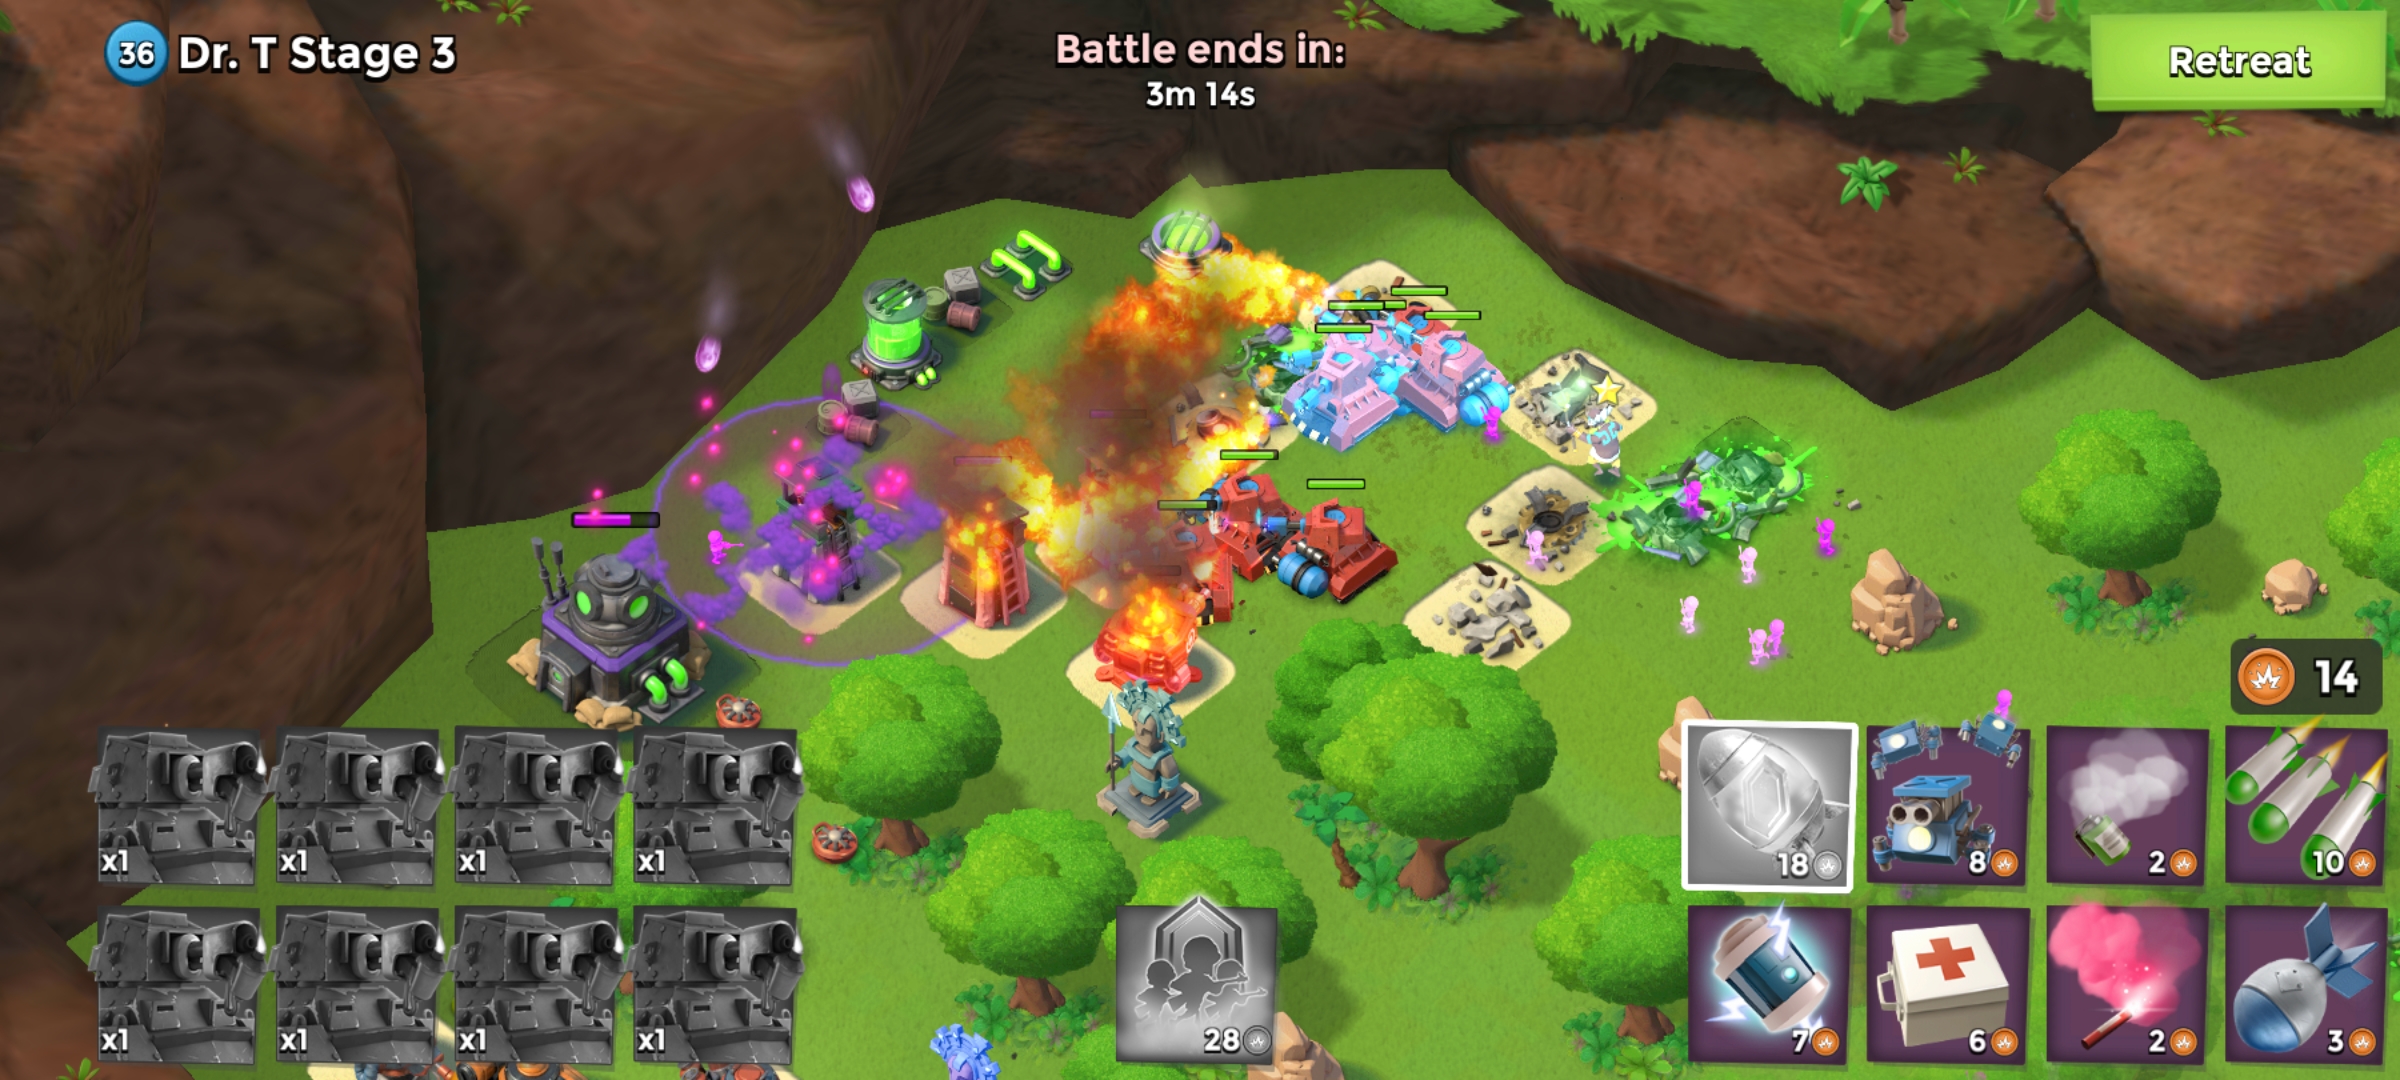 36 Dr. T Stage 3
Battle ends in:
3m 14s
Retreat
14
x1 x1 x1 x1
18 8 2 10
x1 x1 x1 x1
28
7 6 2 3